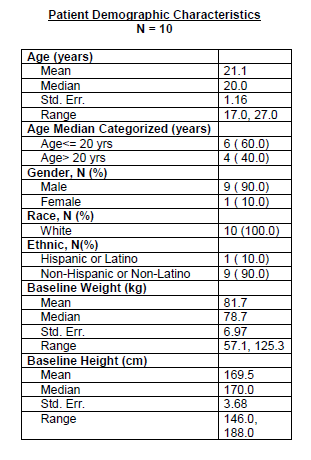 Patient Demographic Characteristics
N = 10
Age (years)
Mean 21.1
Median 20.0
Std. Err. 1.16
Range 17.0, 27.0
Age Median Categorized (years)
Age<= 20 yrs 6 ( 60.0)
Age> 20 yrs 4 ( 40.0)
Gender, N (%)
Male 9 ( 90.0)
Female 1 ( 10.0)
Race, N (%)
White 10 (100.0)
Ethnic, N(%)
Hispanic or Latino 1 ( 10.0)
Non-Hispanic or Non-Latino 9 ( 90.0)
Baseline Weight (kg)
Mean 81.7
Median 78.7
Std. Err. 6.97
Range 57.1, 125.3
Baseline Height (cm)
Mean 169.5
Median 170.0
Std. Err. 3.68
Range 146.0,
188.0